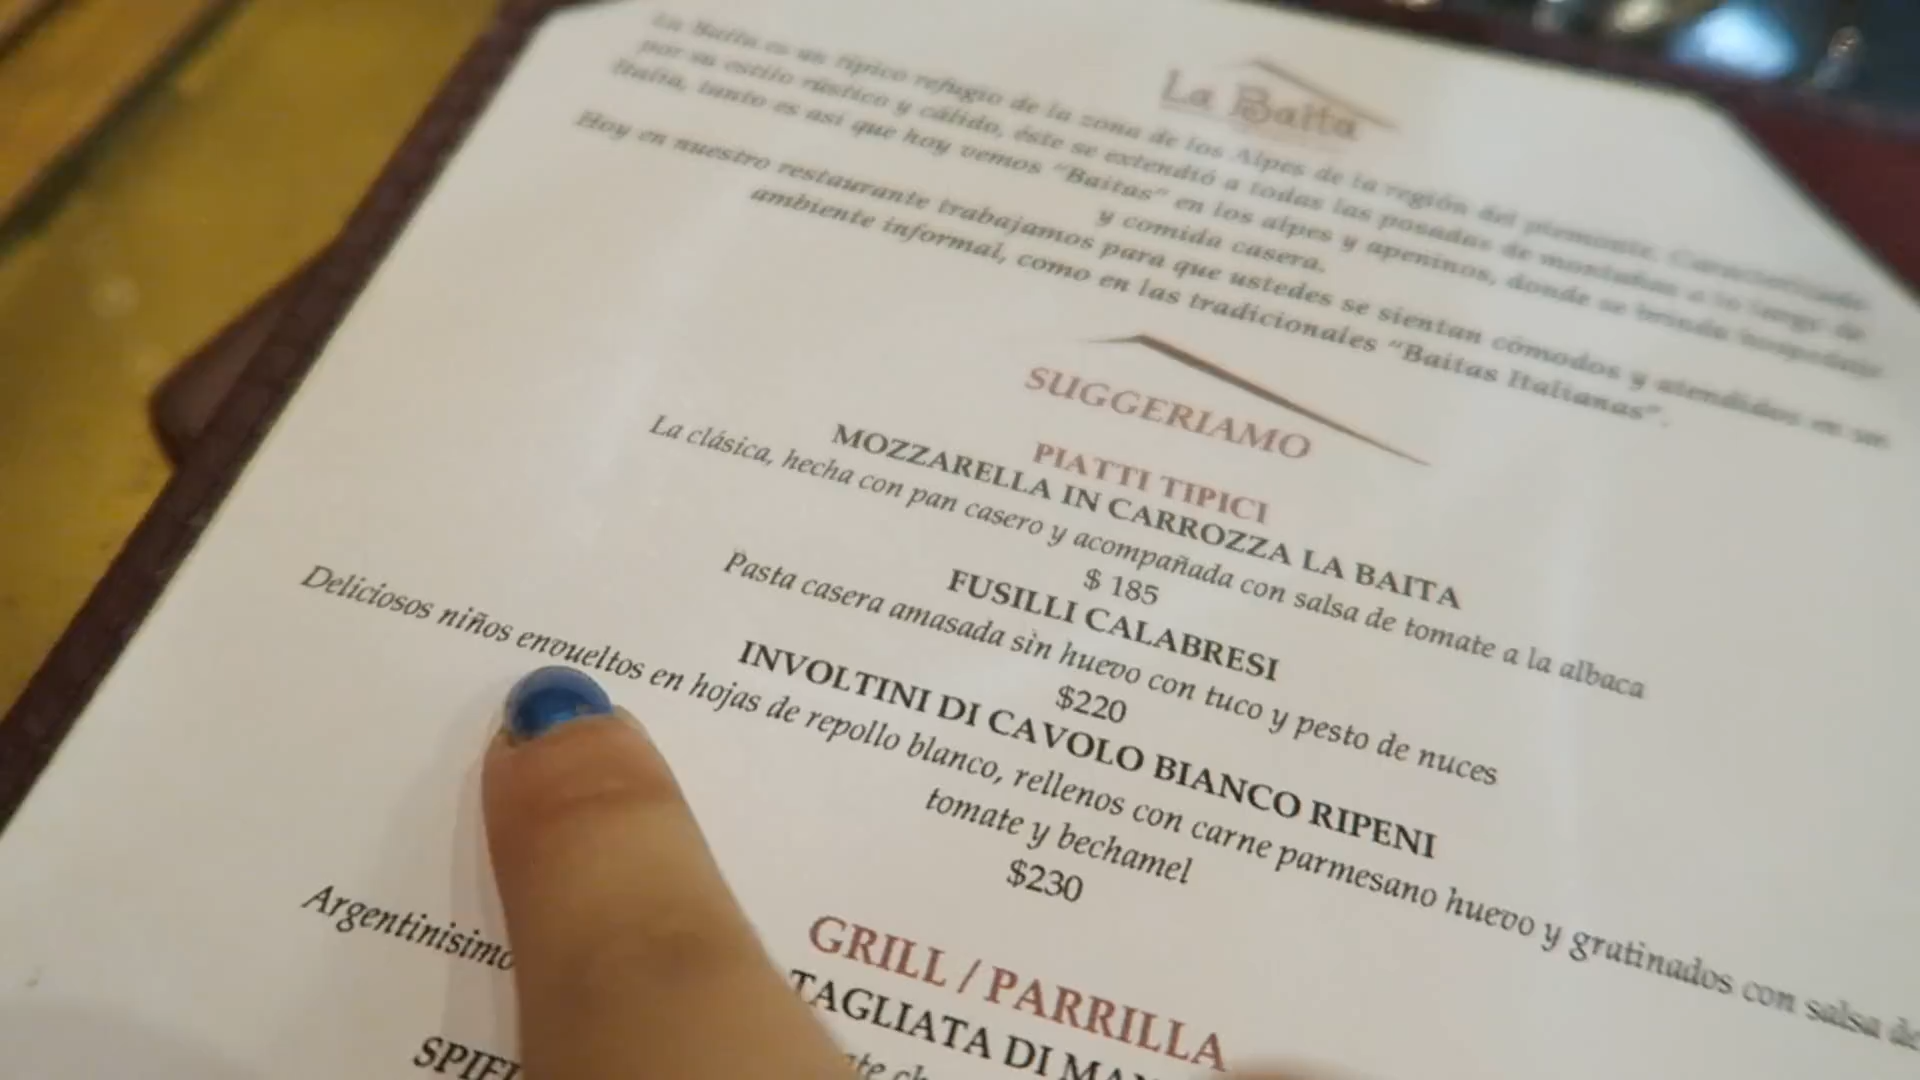 La Baita
La Baita es un típico refugio de la zona de los Alpes de la región del piemonte. Caracterizado
por su estilo rústico y cálido, éste se extendió a todas las posadas de montañas a lo largo de
Italia, tanto es así que hoy vemos "Baitas" en los alpes y apeninos, donde se brinda hospedaje
y comida casera.
Hoy en nuestro restaurante trabajamos para que ustedes se sientan cómodos y atendidos en un
ambiente informal, como en las tradicionales "Baitas Italianas".
SUGGERIAMO
PIATTI TIPICI
MOZZARELLA IN CARROZZA LA BAITA
La clásica, hecha con pan casero y acompañada con salsa de tomate a la albaca
$ 185
FUSILLI CALABRESI
Pasta casera amasada sin huevo con tuco y pesto de nuces
$220
INVOLTINI DI CAVOLO BIANCO RIPENI
Deliciosos niños envueltos en hojas de repollo blanco, rellenos con carne parmesano huevo y gratinados con salsa de
tomate y bechamel
$230
GRILL / PARRILLA
TAGLIATA DI
Argentinisimo